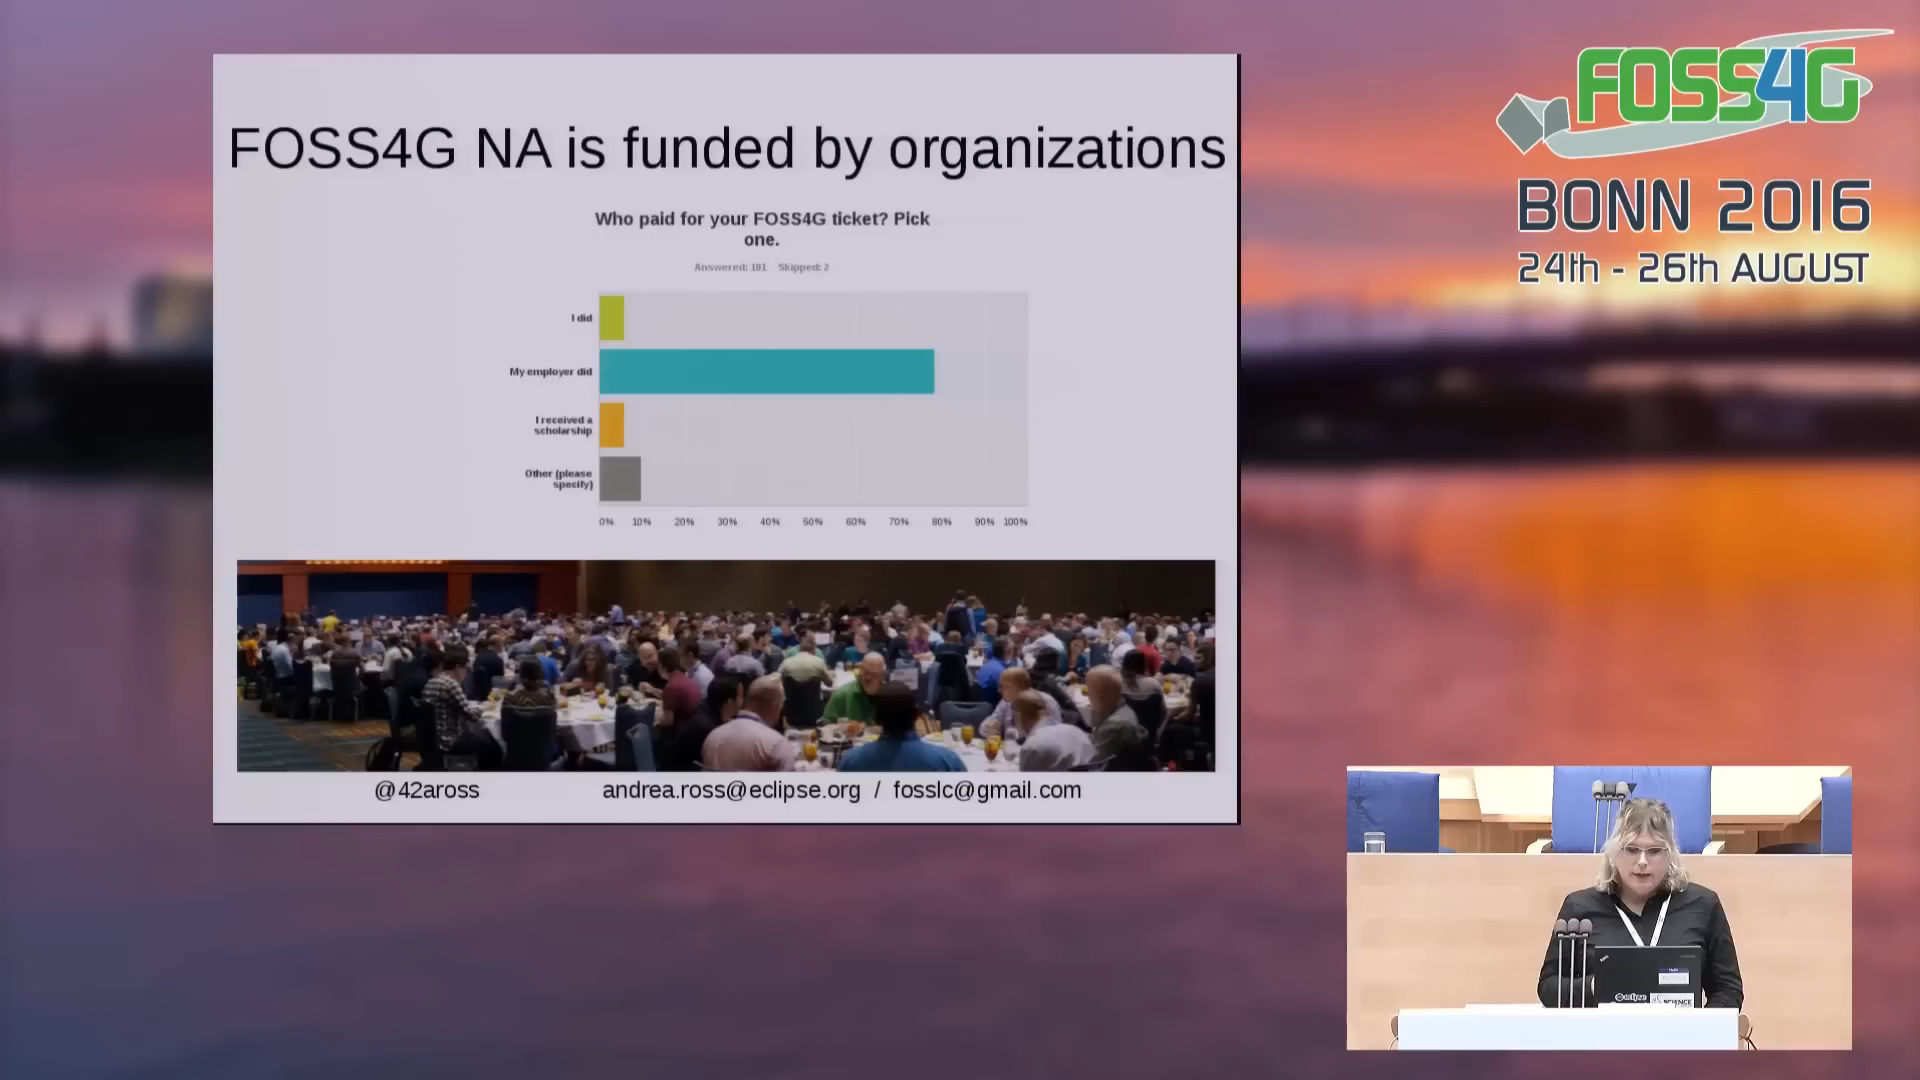 FOSS4G NA is funded by organizations
Who paid for your FOSS4G ticket? Pick
one.
Answered: 101 Skipped: 2
I did
My employer did
I received a
scholarship
Other (please
specify)
0% 10% 20% 30% 40% 50% 60% 70% 80% 90% 100%
@42aross andrea.ross@eclipse.org / fosslc@gmail.com
FOSS4G
BONN 2016
24th - 26th AUGUST
eclipse
SCIENCE